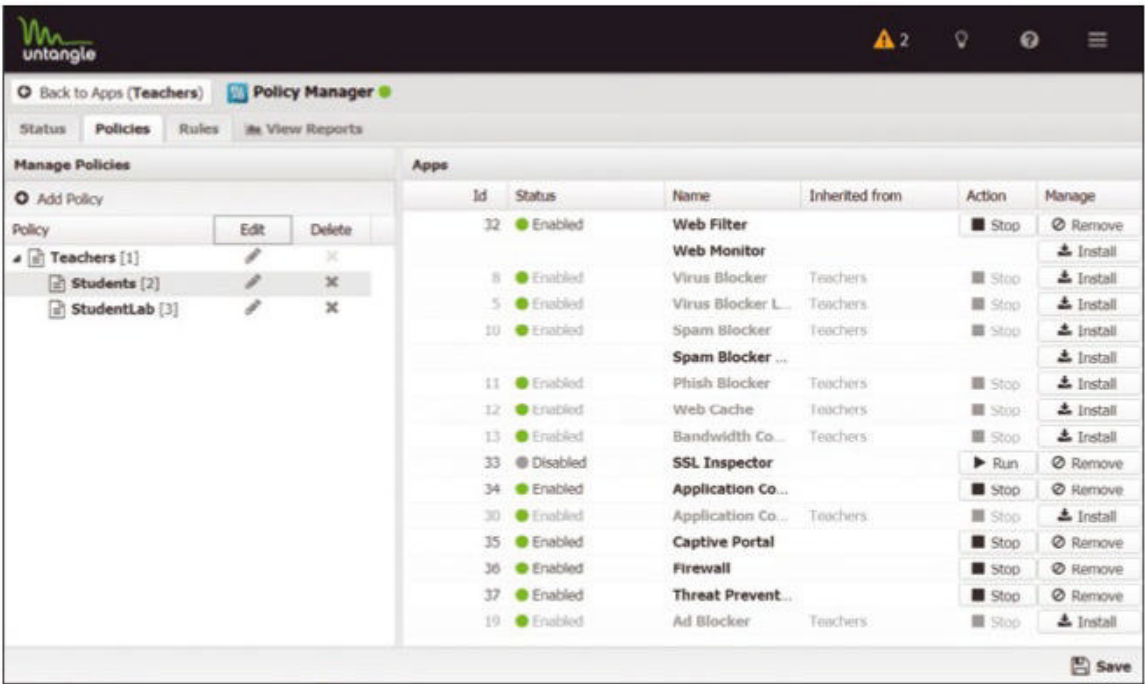 untangle
2
Back to Apps (Teachers) Policy Manager
Status Policies Rules View Reports
Manage Policies
Add Policy
Policy Edit Delete
Teachers [1]
Students [2]
StudentLab [3]
Apps
Id Status Name Inherited from Action Manage
32 Enabled Web Filter Stop Remove
Web Monitor Install
8 Enabled Virus Blocker Teachers Stop Install
5 Enabled Virus Blocker L... Teachers Stop Install
10 Enabled Spam Blocker Teachers Stop Install
Spam Blocker ... Install
11 Enabled Phish Blocker Teachers Stop Install
12 Enabled Web Cache Teachers Stop Install
13 Enabled Bandwidth Co... Teachers Stop Install
33 Disabled SSL Inspector Run Remove
34 Enabled Application Co... Stop Remove
30 Enabled Application Co... Teachers Stop Install
35 Enabled Captive Portal Stop Remove
36 Enabled Firewall Stop Remove
37 Enabled Threat Prevent... Stop Remove
19 Enabled Ad Blocker Teachers Stop Install
Save